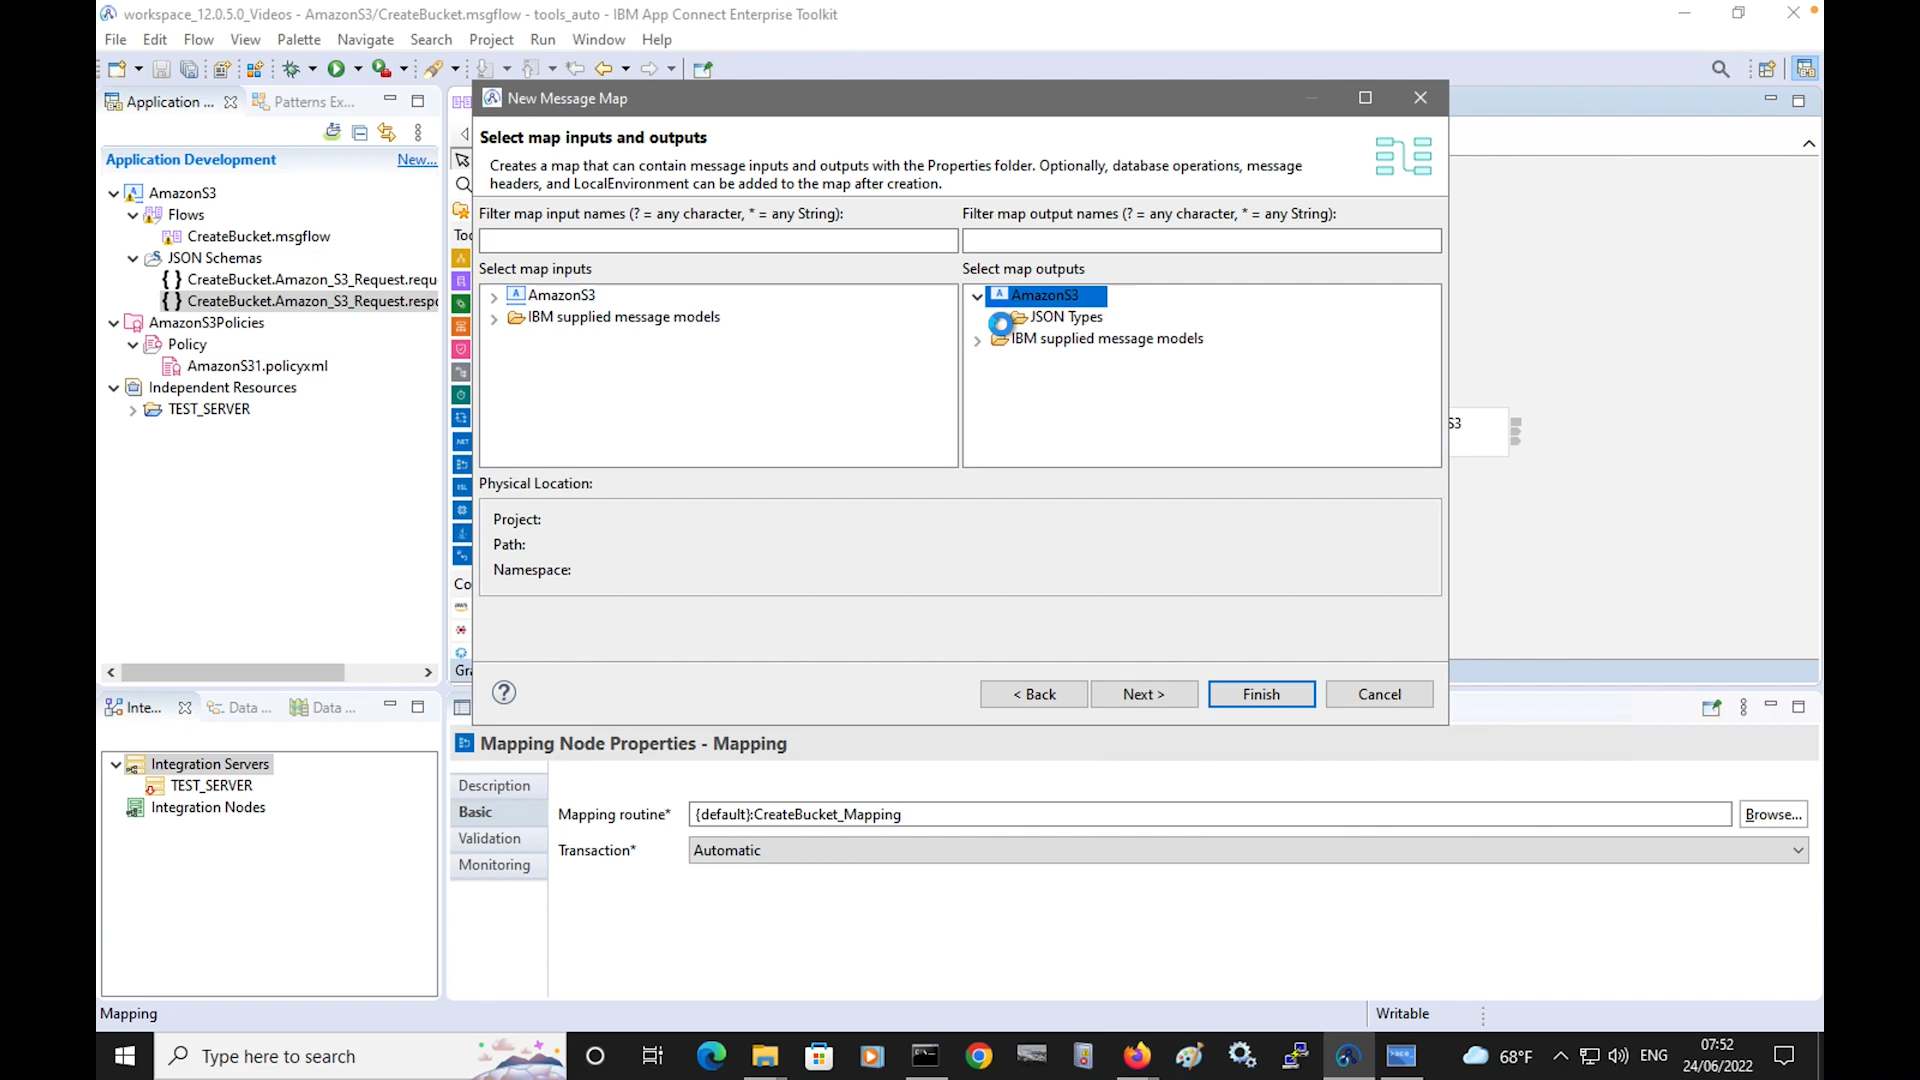 workspace_12.0.5.0_Videos - AmazonS3/CreateBucket.msgflow - tools_auto - IBM App Connect Enterprise Toolkit
File Edit Flow View Palette Navigate Search Project Run Window Help
Application ... Patterns Ex...
Application Development New...
AmazonS3
Flows
CreateBucket.msgflow
JSON Schemas
CreateBucket.Amazon_S3_Request.requ
CreateBucket.Amazon_S3_Request.respo
AmazonS3Policies
Policy
AmazonS31.policyxml
Independent Resources
TEST_SERVER
New Message Map
Select map inputs and outputs
Creates a map that can contain message inputs and outputs with the Properties folder. Optionally, database operations, message
headers, and LocalEnvironment can be added to the map after creation.
Filter map input names (? = any character, * = any String):
Filter map output names (? = any character, * = any String):
Select map inputs
AmazonS3
IBM supplied message models
Select map outputs
AmazonS3
JSON Types
IBM supplied message models
Physical Location:
Project:
Path:
Namespace:
< Back Next > Finish Cancel
Too
Co
aws
Gra
S3
Inte... Data ... Data ...
Integration Servers
TEST_SERVER
Integration Nodes
Mapping Node Properties - Mapping
Description
Basic
Validation
Monitoring
Mapping routine* {default}:CreateBucket_Mapping Browse...
Transaction* Automatic
Mapping Writable
Type here to search
68°F ENG 07:52
24/06/2022